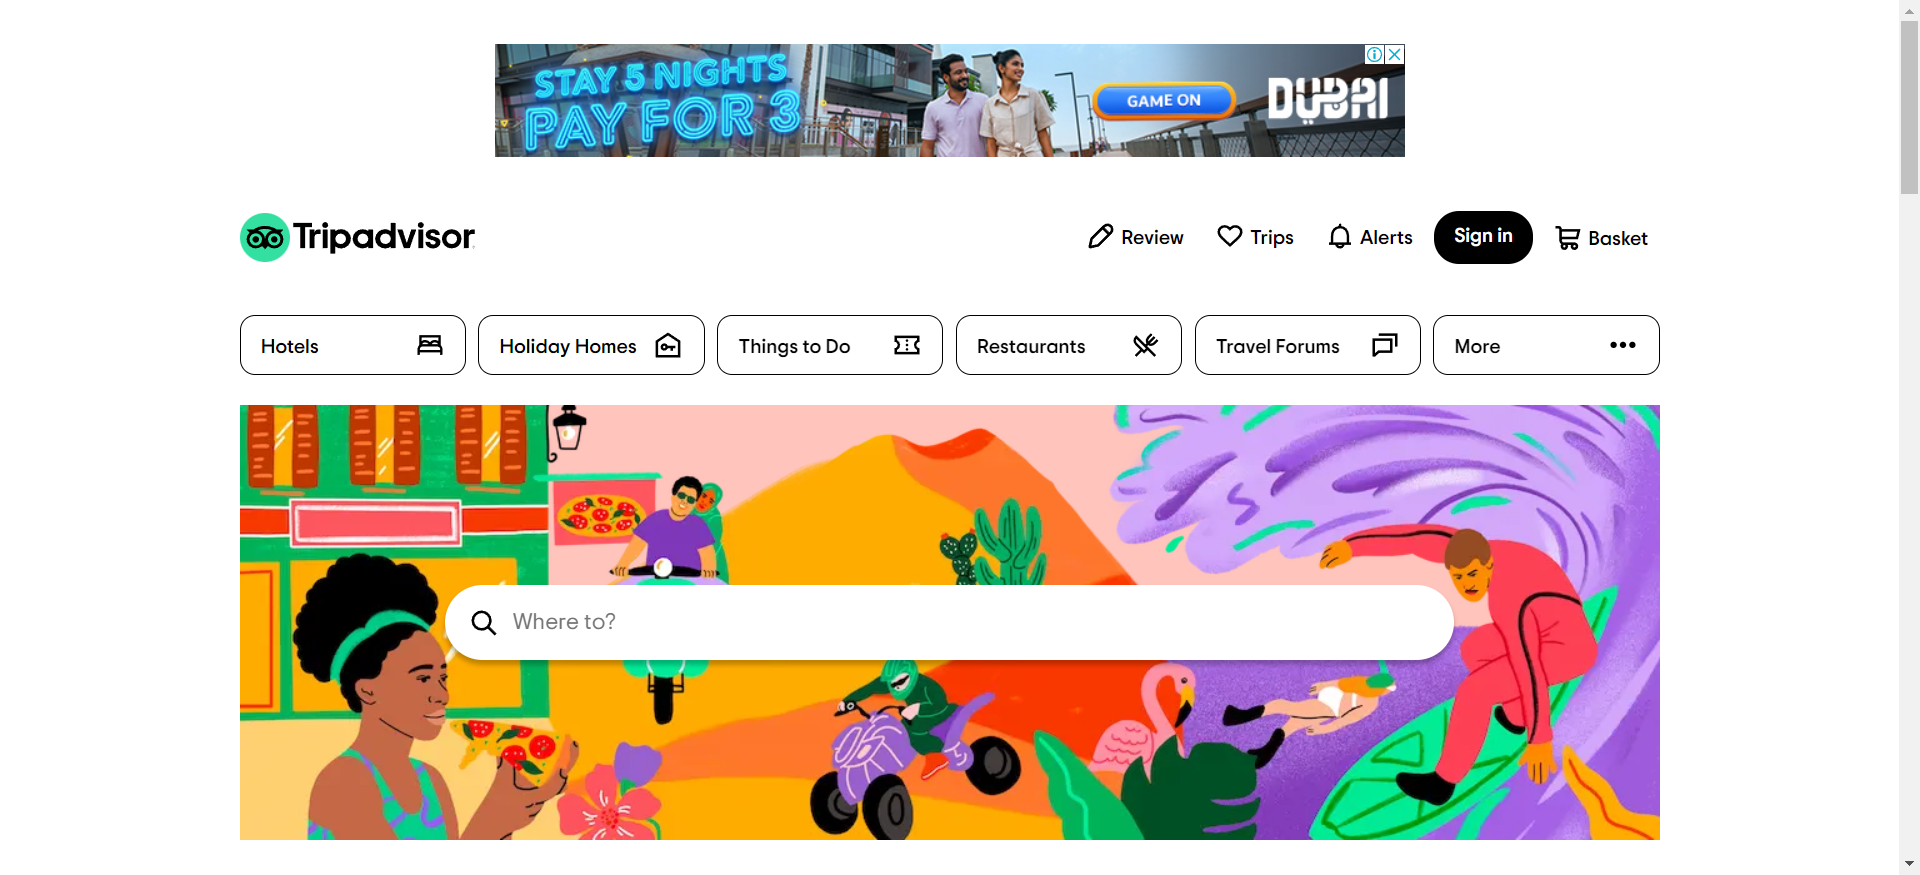 STAY 5 NIGHTS
PAY FOR 3
GAME ON
DUBAI
Tripadvisor
Review
Trips
Alerts
Sign in
Basket
Hotels
Holiday Homes
Things to Do
Restaurants
Travel Forums
More
Where to?